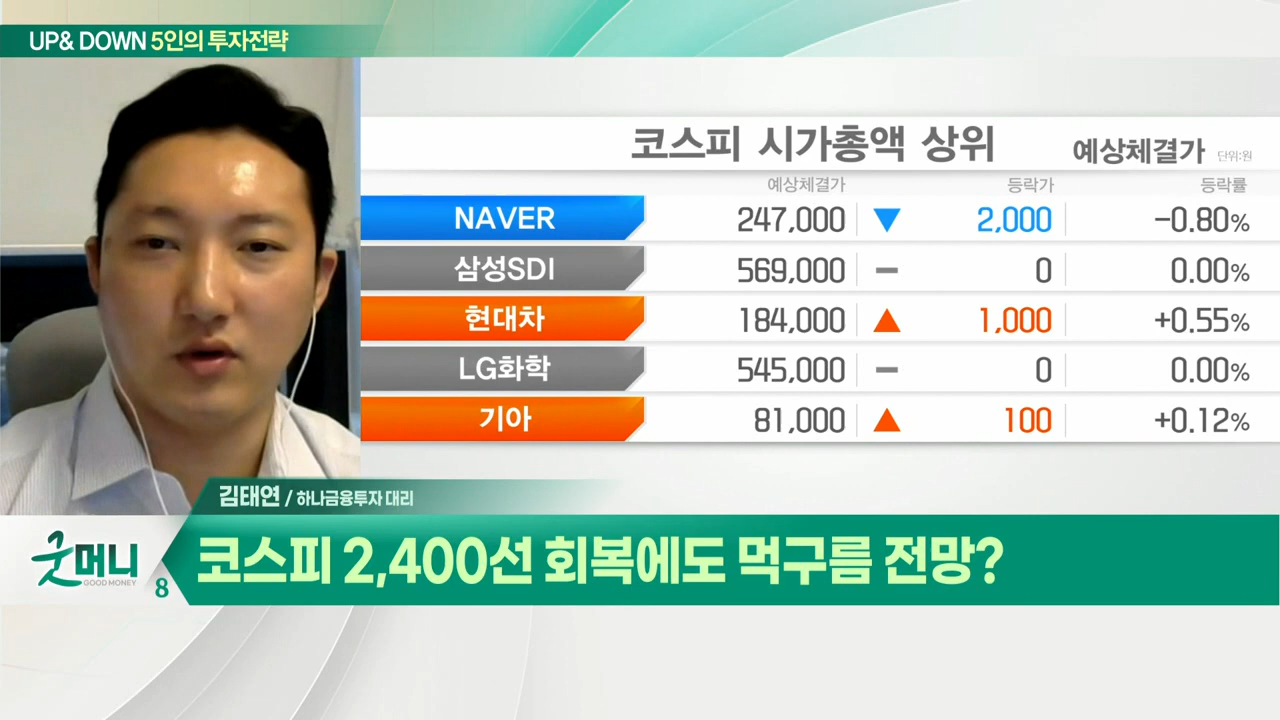 UP& DOWN 5인의 투자전략
코스피 시가총액 상위 예상체결가 단위:원
예상체결가 등락가 등락률
NAVER 247,000 ▼ 2,000 -0.80%
삼성SDI 569,000 - 0 0.00%
현대차 184,000 ▲ 1,000 +0.55%
LG화학 545,000 - 0 0.00%
기아 81,000 ▲ 100 +0.12%
김태연 / 하나금융투자 대리
굿머니
GOOD MONEY
8
코스피 2,400선 회복에도 먹구름 전망?